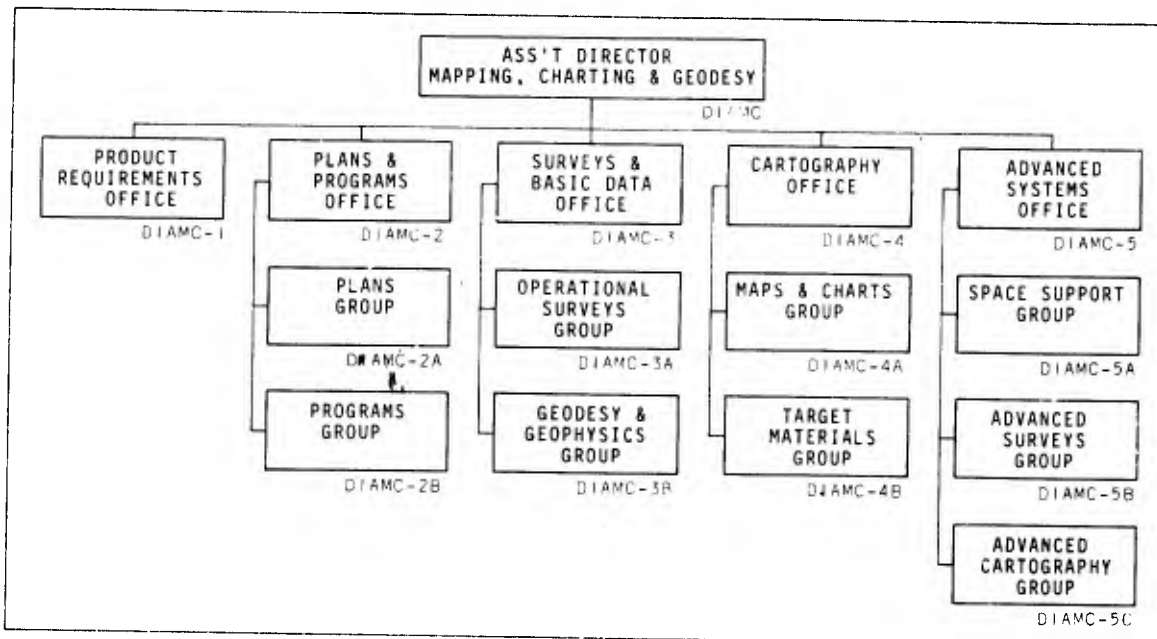 ASS'T DIRECTOR
MAPPING, CHARTING & GEODESY
DIAMC
PRODUCT
REQUIREMENTS
OFFICE
DIAMC-1
PLANS &
PROGRAMS
OFFICE
DIAMC-2
PLANS
GROUP
DIAMC-2A
PROGRAMS
GROUP
DIAMC-2B
SURVEYS &
BASIC DATA
OFFICE
DIAMC-3
OPERATIONAL
SURVEYS
GROUP
DIAMC-3A
GEODESY &
GEOPHYSICS
GROUP
DIAMC-3B
CARTOGRAPHY
OFFICE
DIAMC-4
MAPS & CHARTS
GROUP
DIAMC-4A
TARGET
MATERIALS
GROUP
DIAMC-4B
ADVANCED
SYSTEMS
OFFICE
DIAMC-5
SPACE SUPPORT
GROUP
DIAMC-5A
ADVANCED
SURVEYS
GROUP
DIAMC-5B
ADVANCED
CARTOGRAPHY
GROUP
DIAMC-5C